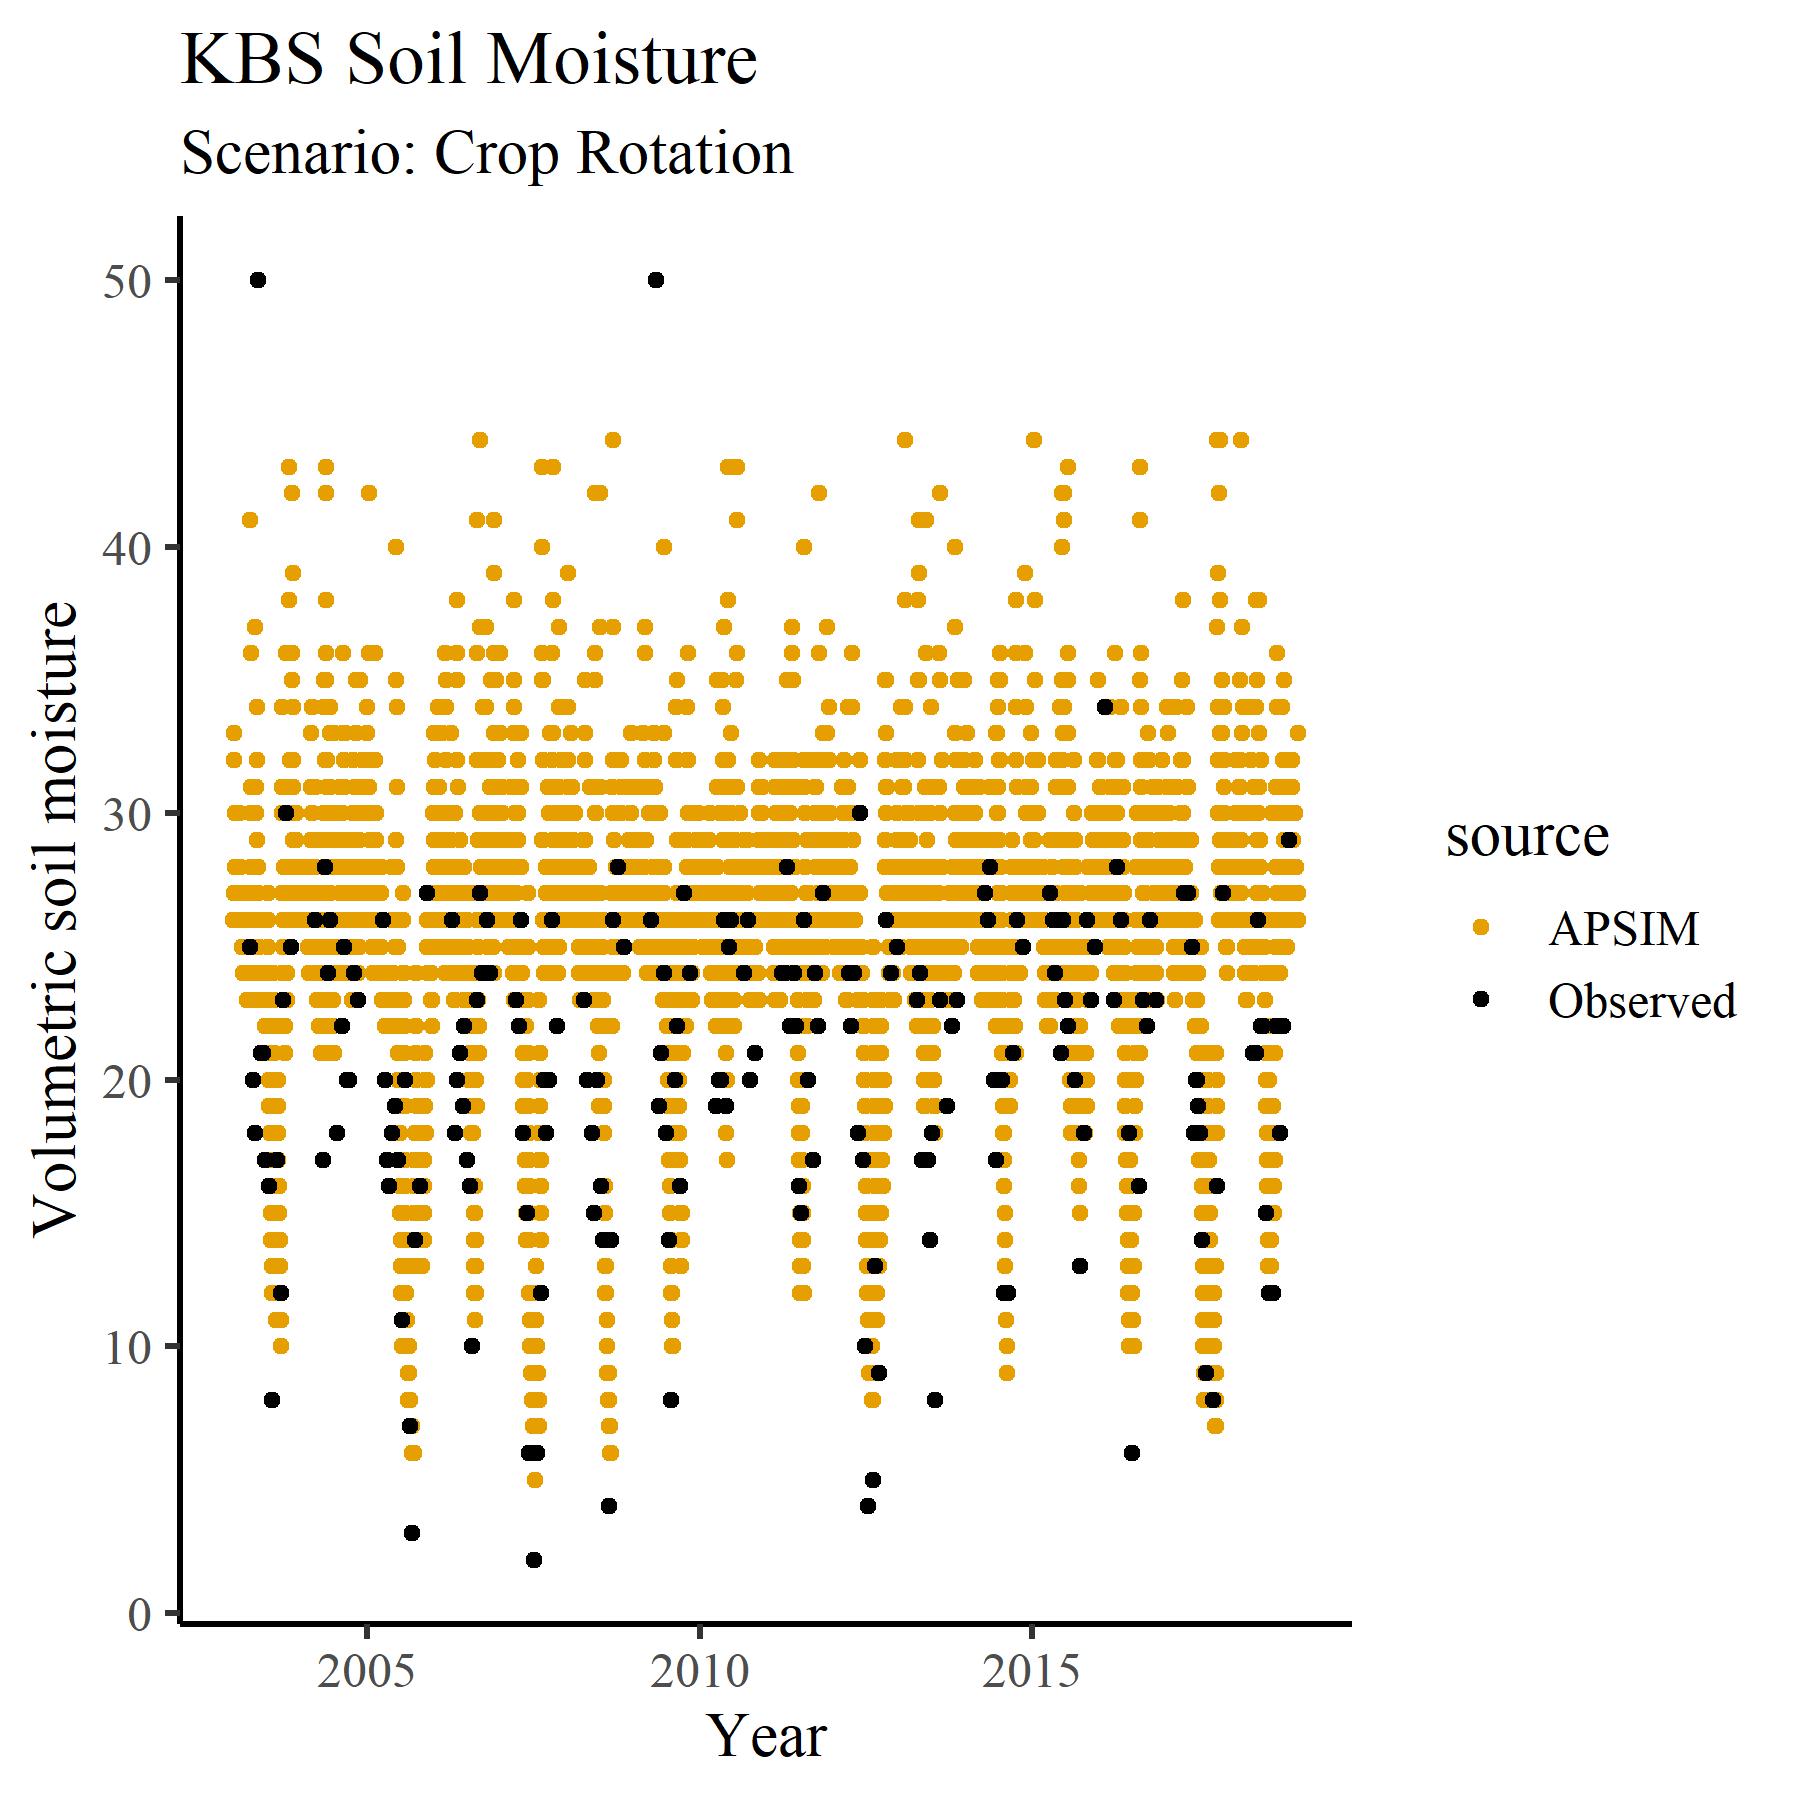 KBS Soil Moisture
Scenario: Crop Rotation
Volumetric soil moisture
50
40
30
20
10
0
2005 2010 2015
Year
source
APSIM
Observed